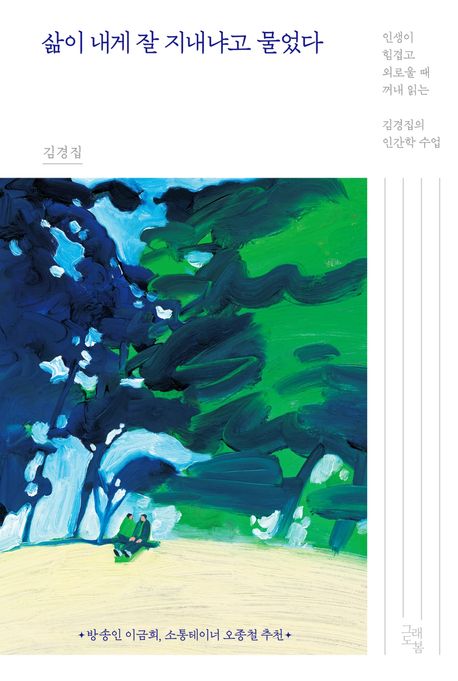 삶이 내게 잘 지내냐고 물었다
김경집
인생이
힘겹고
외로울 때
꺼내 읽는
김경집의
인간학 수업
✦방송인 이금희, 소통테이너 오종철 추천✦
그래
도봄